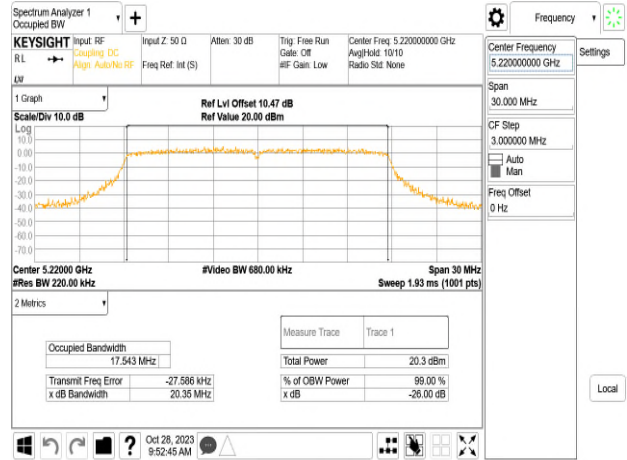 Spectrum Analyzer 1
Occupied BW
Frequency
KEYSIGHT
Input: RF
Coupling: DC
Align: Auto/No RF
Input Z: 50 Ω
Freq Ref: Int (S)
Atten: 30 dB
Trig: Free Run
Gate: Off
#IF Gain: Low
Center Freq: 5.220000000 GHz
Avg|Hold: 10/10
Radio Std: None
RL
LXI
Center Frequency
5.220000000 GHz
Settings
Span
30.000 MHz
CF Step
3.000000 MHz
Auto
Man
Freq Offset
0 Hz
Local
1 Graph
Scale/Div 10.0 dB
Ref Lvl Offset 10.47 dB
Ref Value 20.00 dBm
Log
10.0
0.00
-10.0
-20.0
-30.0
-40.0
-50.0
-60.0
-70.0
Center 5.22000 GHz
#Res BW 220.00 kHz
#Video BW 680.00 kHz
Span 30 MHz
Sweep 1.93 ms (1001 pts)
2 Metrics
Measure Trace Trace 1
Occupied Bandwidth
17.543 MHz
Total Power 20.3 dBm
Transmit Freq Error -27.586 kHz
% of OBW Power 99.00 %
x dB Bandwidth 20.35 MHz
x dB -26.00 dB
?
Oct 28, 2023
9:52:45 AM